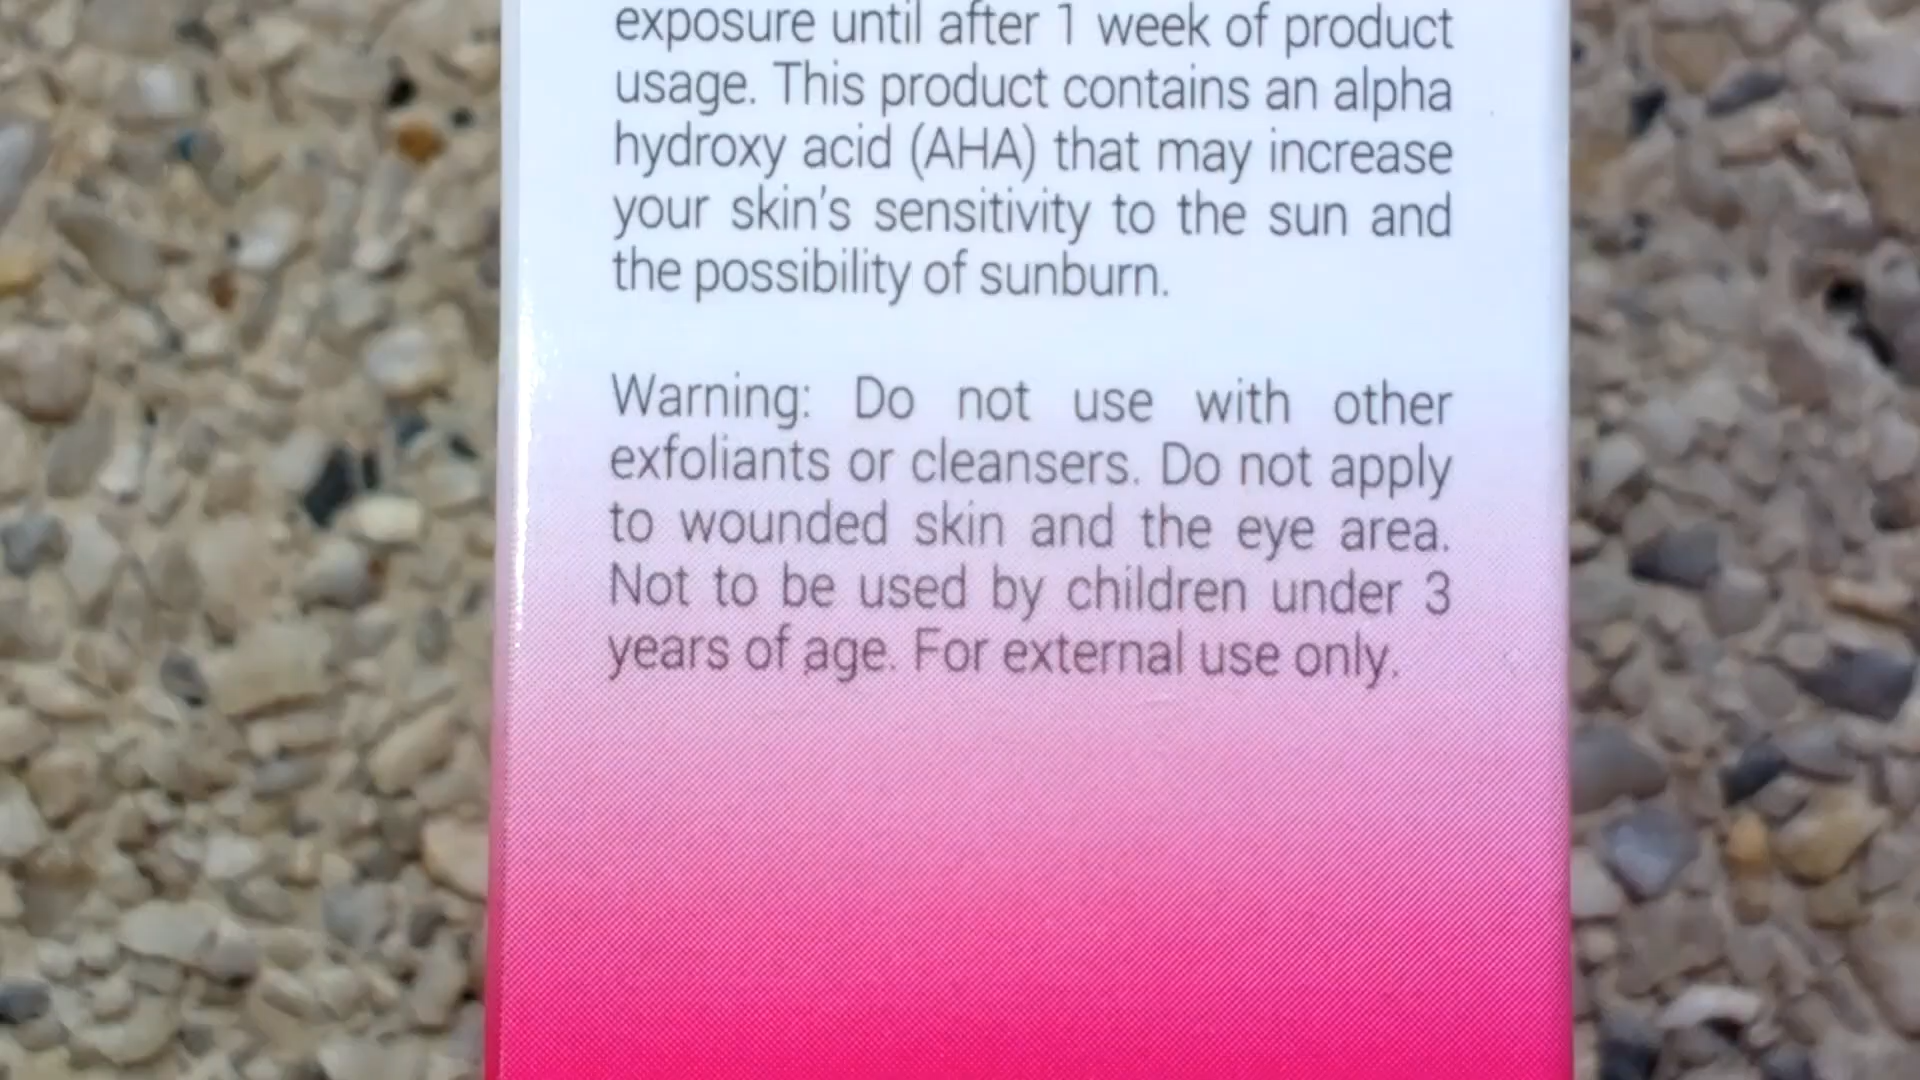 exposure until after 1 week of product
usage. This product contains an alpha
hydroxy acid (AHA) that may increase
your skin's sensitivity to the sun and
the possibility of sunburn.
Warning: Do not use with other
exfoliants or cleansers. Do not apply
to wounded skin and the eye area.
Not to be used by children under 3
years of age. For external use only.